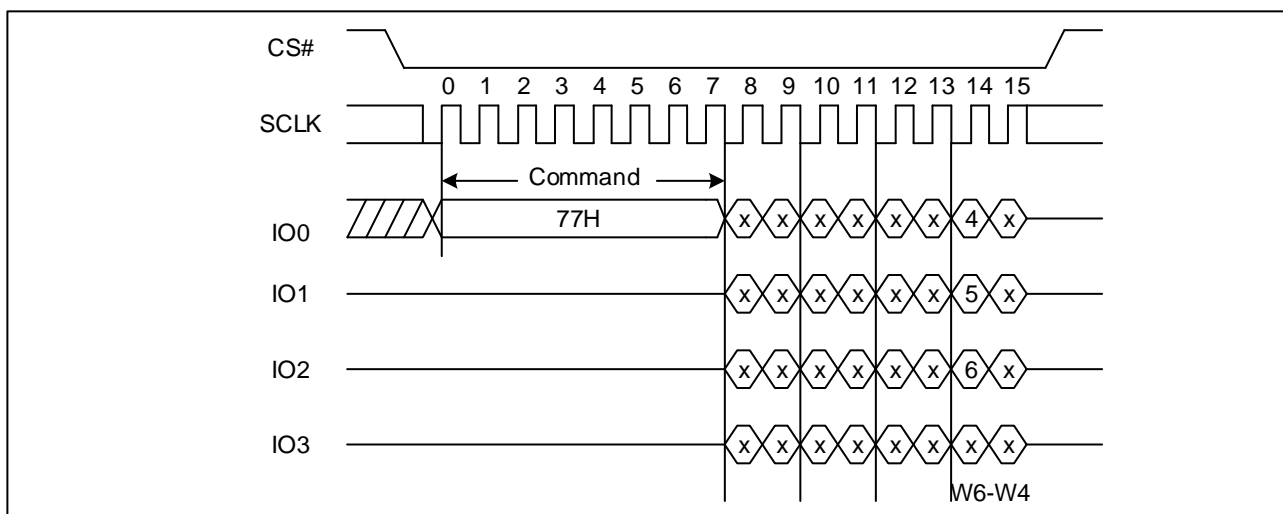 CS#
0 1 2 3 4 5 6 7 8 9 10 11 12 13 14 15
SCLK
Command
IO0 77H x x x x x x 4 x
IO1 x x x x x x 5 x
IO2 x x x x x x 6 x
IO3 x x x x x x x x
W6-W4